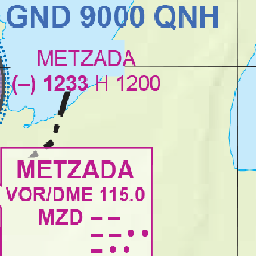 GND 9000 QNH
METZADA
(–) 1233 H 1200
METZADA
VOR/DME 115.0
MZD – –
– – • •
– • •